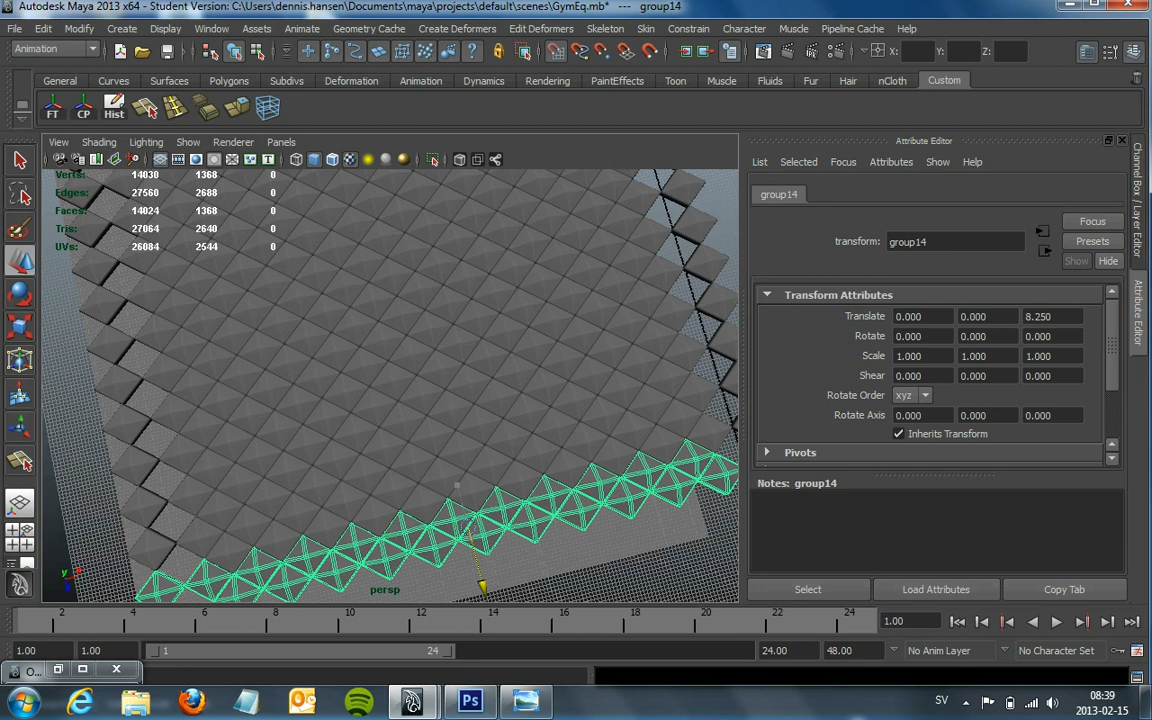 Autodesk Maya 2013 x64 - Student Version: C:\Users\dennis.hansen\Documents\maya\projects\default\scenes\GymEq.mb* --- group14
Edit Modify Create Display Window Assets Animate Geometry Cache Create Deformers Edit Deformers Skeleton Skin Constrain Character Muscle Pipeline Cache
Animation X: Y: Z:
General Curves Surfaces Polygons Subdivs Deformation Animation Dynamics Rendering PaintEffects Toon Muscle Fluids Fur Hair nCloth Custom
FT CP Hist
View Shading Lighting Show Renderer Panels
Attribute Editor
List Selected Focus Attributes Show Help
Verts: 14030 1368 0
Edges: 27560 2688 0
Faces: 14024 1368 0
Tris: 27064 2640 0
UVs: 26084 2544 0
group14
Focus
transform: group14
Presets
Show Hide
Transform Attributes
Translate 0.000 0.000 8.250
Rotate 0.000 0.000 0.000
Scale 1.000 1.000 1.000
Shear 0.000 0.000 0.000
Rotate Order xyz
Rotate Axis 0.000 0.000 0.000
Inherits Transform
Pivots
Notes: group14
Select Load Attributes Copy Tab
Channel Box / Layer Editor
Attribute Editor
y
persp
2 4 6 8 10 12 14 16 18 20 22 24 1.00
1.00 1.00 1 24 24.00 48.00 No Anim Layer No Character Set
O...
Ps SV 08:39
2013-02-15